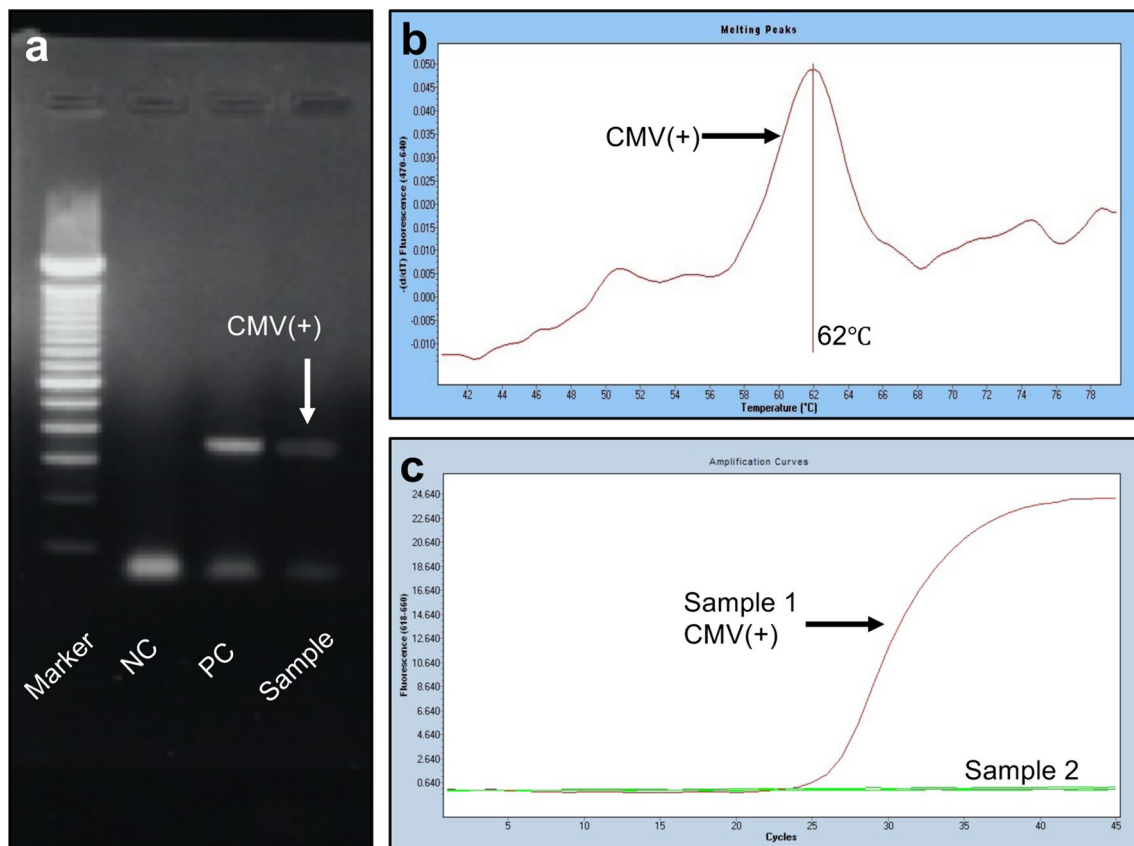 a
CMV(+)
Marker
NC
PC
Sample
b
Melting Peaks
-(d/dT) Fluorescence (470-640)
0.050
0.045
0.040
0.035
0.030
0.025
0.020
0.015
0.010
0.005
0.000
-0.005
-0.010
CMV(+)
62℃
42 44 46 48 50 52 54 56 58 60 62 64 66 68 70 72 74 76 78
Temperature (°C)
c
Amplification Curves
Fluorescence (618-660)
24.640
22.640
20.640
18.640
16.640
14.640
12.640
10.640
8.640
6.640
4.640
2.640
0.640
Sample 1
CMV(+)
Sample 2
5 10 15 20 25 30 35 40 45
Cycles